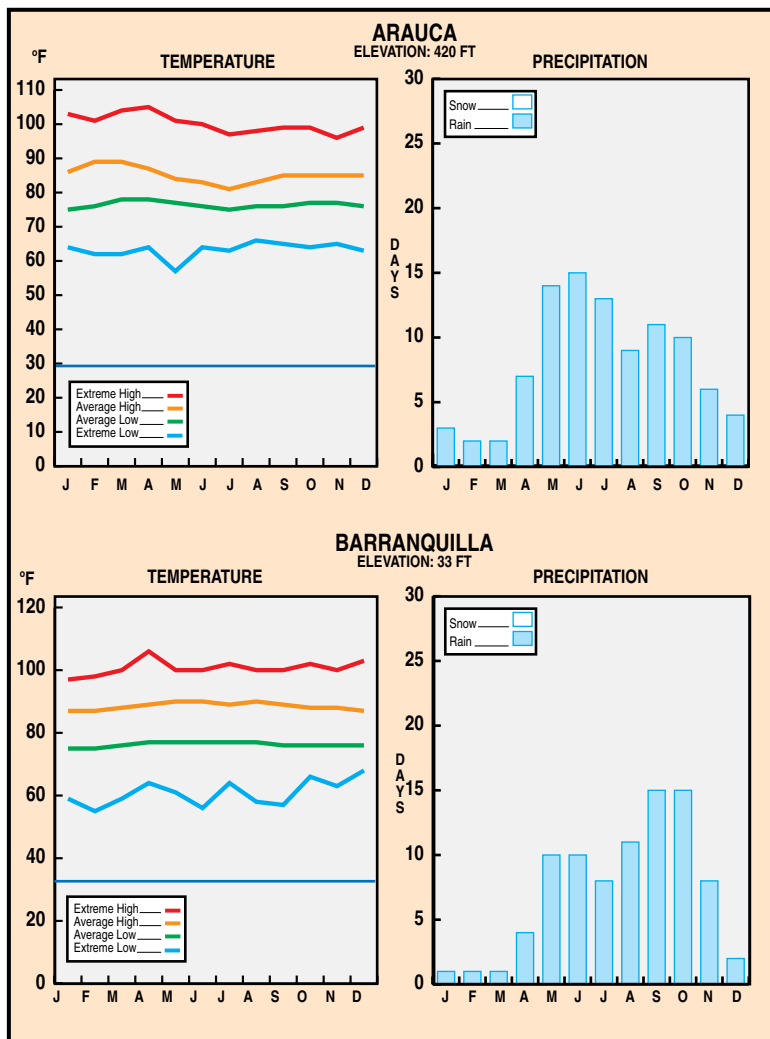 ARAUCA
ELEVATION: 420 FT
°F
TEMPERATURE
PRECIPITATION
110
100
90
80
70
60
50
40
30
20
10
0
Extreme High
Average High
Average Low
Extreme Low
J F M A M J J A S O N D
30
25
20
15
10
5
0
DAYS
Snow
Rain
J F M A M J J A S O N D
BARRANQUILLA
ELEVATION: 33 FT
°F
TEMPERATURE
PRECIPITATION
120
100
80
60
40
20
0
Extreme High
Average High
Average Low
Extreme Low
J F M A M J J A S O N D
30
25
20
15
10
5
0
DAYS
Snow
Rain
J F M A M J J A S O N D